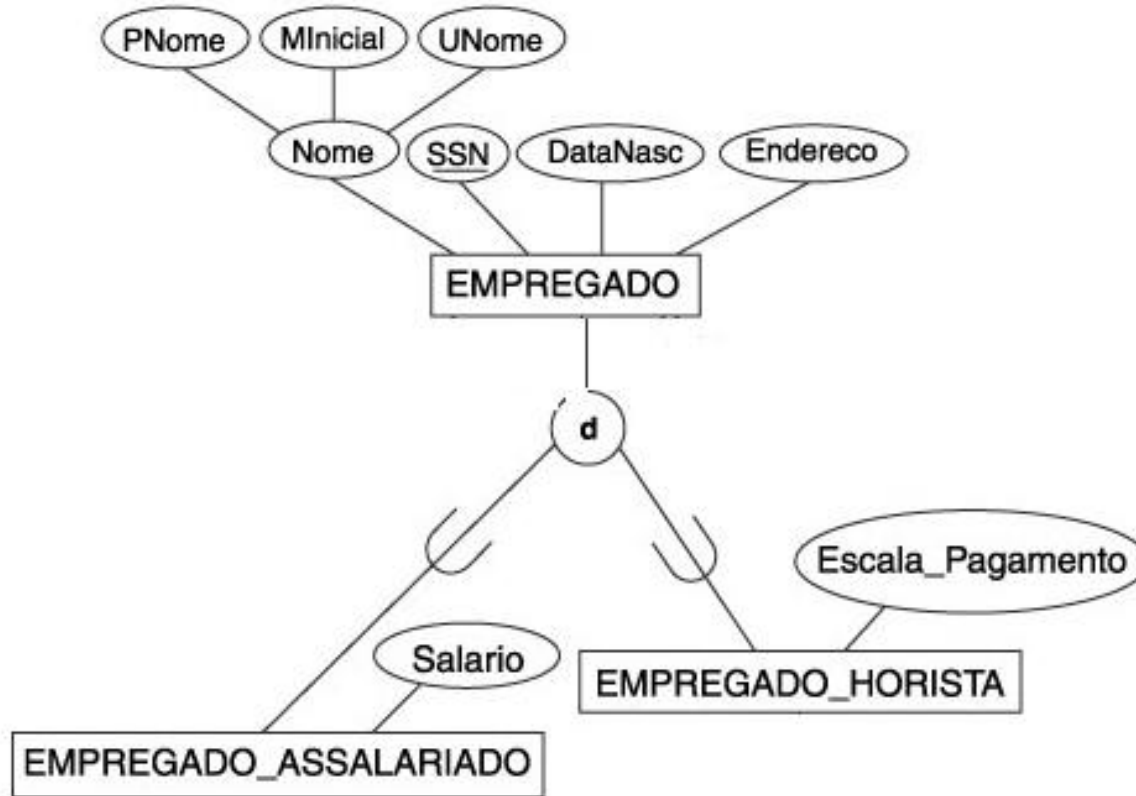 PNome
MInicial
UNome
Nome
SSN
DataNasc
Endereco
EMPREGADO
d
Escala_Pagamento
Salario
EMPREGADO_HORISTA
EMPREGADO_ASSALARIADO